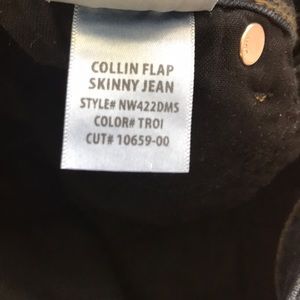 COLLIN FLAP
SKINNY JEAN
STYLE# NW422DMS
COLOR# TROI
CUT# 10659-00